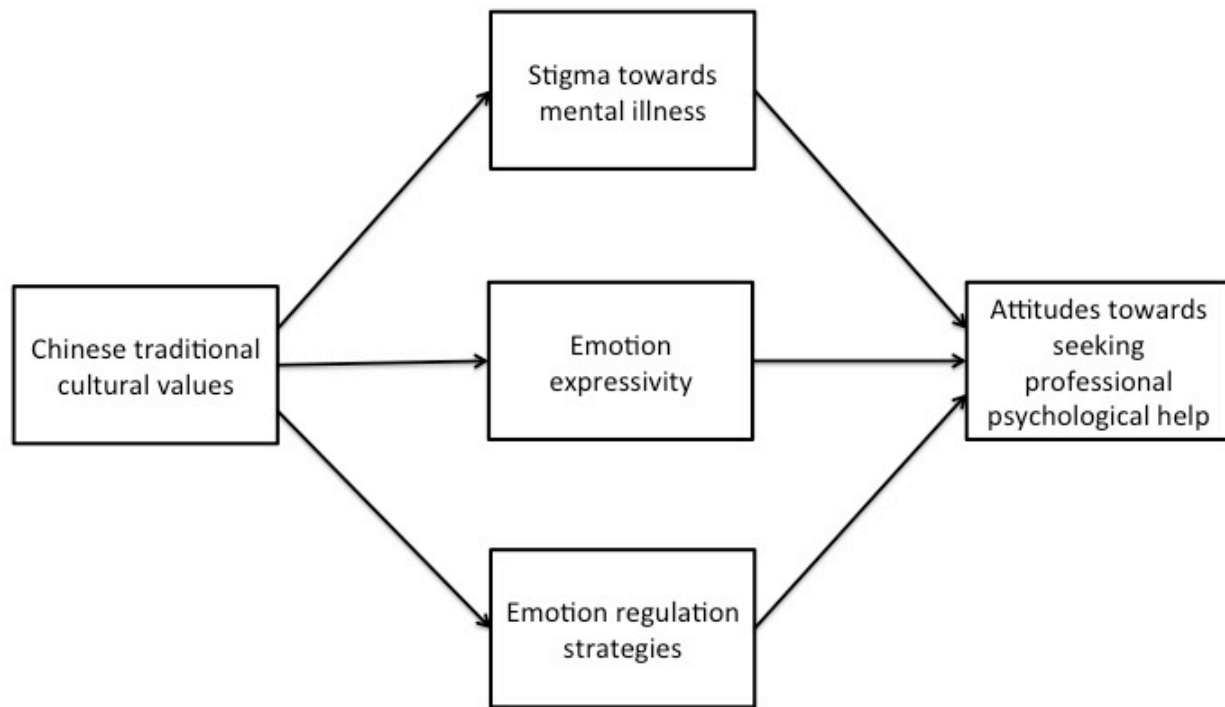 Stigma towards
mental illness
Chinese traditional
cultural values
Emotion
expressivity
Attitudes towards
seeking
professional
psychological help
Emotion regulation
strategies